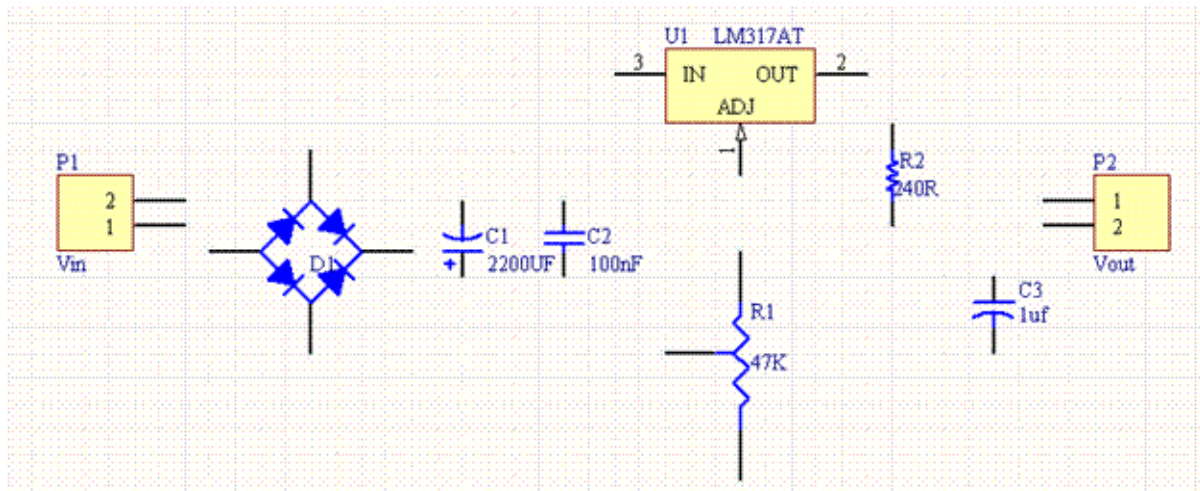 U1 LM317AT
3 IN OUT 2
ADJ
1
P1
2
1
Vin
D1
C1
2200UF
+
C2
100nF
R2
240R
P2
1
2
Vout
R1
47K
C3
1uf